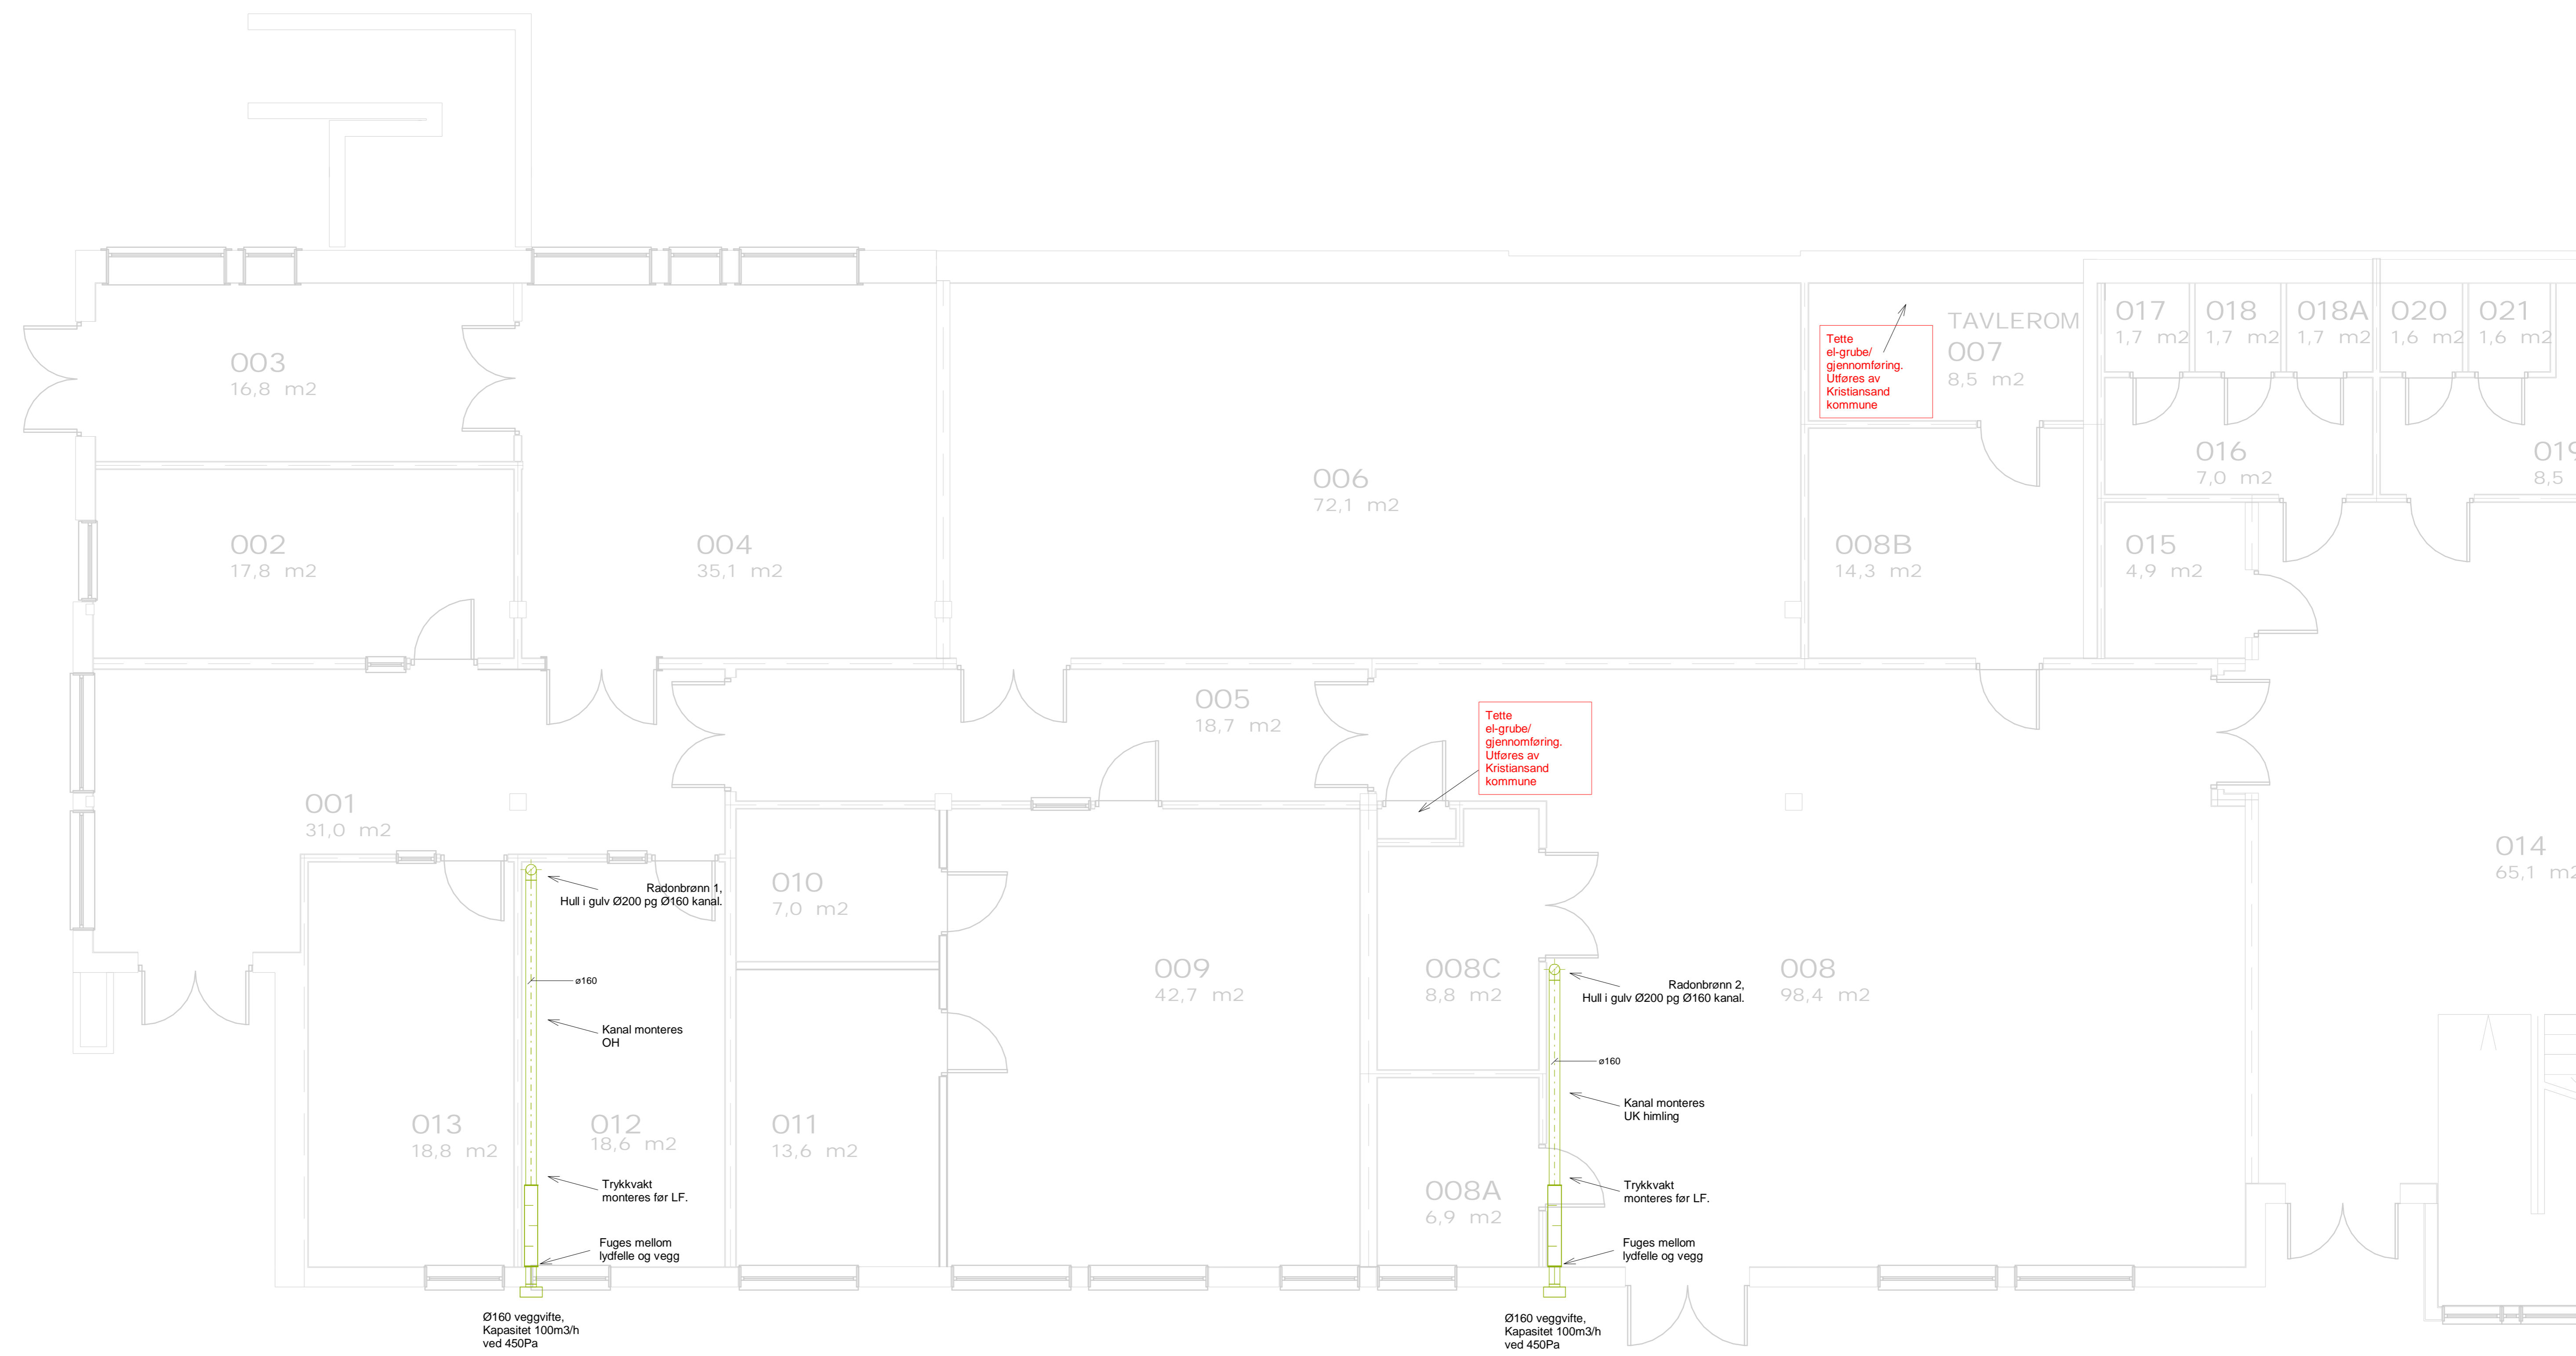 TAVLEROM
007
8,5 m2
Tette
el-grube/
gjennomføring.
Utføres av
Kristiansand
kommune
017
1,7 m2
018
1,7 m2
018A
1,7 m2
020
1,6 m2
021
1,6 m2
003
16,8 m2
016
7,0 m2
019
8,5
006
72,1 m2
002
17,8 m2
004
35,1 m2
008B
14,3 m2
015
4,9 m2
005
18,7 m2
Tette
el-grube/
gjennomføring.
Utføres av
Kristiansand
kommune
001
31,0 m2
014
65,1 m2
010
7,0 m2
Radonbrønn 1,
Hull i gulv Ø200 pg Ø160 kanal.
009
42,7 m2
008C
8,8 m2
008
98,4 m2
Radonbrønn 2,
Hull i gulv Ø200 pg Ø160 kanal.
ø160
Kanal monteres
OH
ø160
Kanal monteres
UK himling
013
18,8 m2
012
18,6 m2
011
13,6 m2
008A
6,9 m2
Trykkvakt
monteres før LF.
Trykkvakt
monteres før LF.
Fuges mellom
lydfelle og vegg
Fuges mellom
lydfelle og vegg
Ø160 veggvifte,
Kapasitet 100m3/h
ved 450Pa
Ø160 veggvifte,
Kapasitet 100m3/h
ved 450Pa